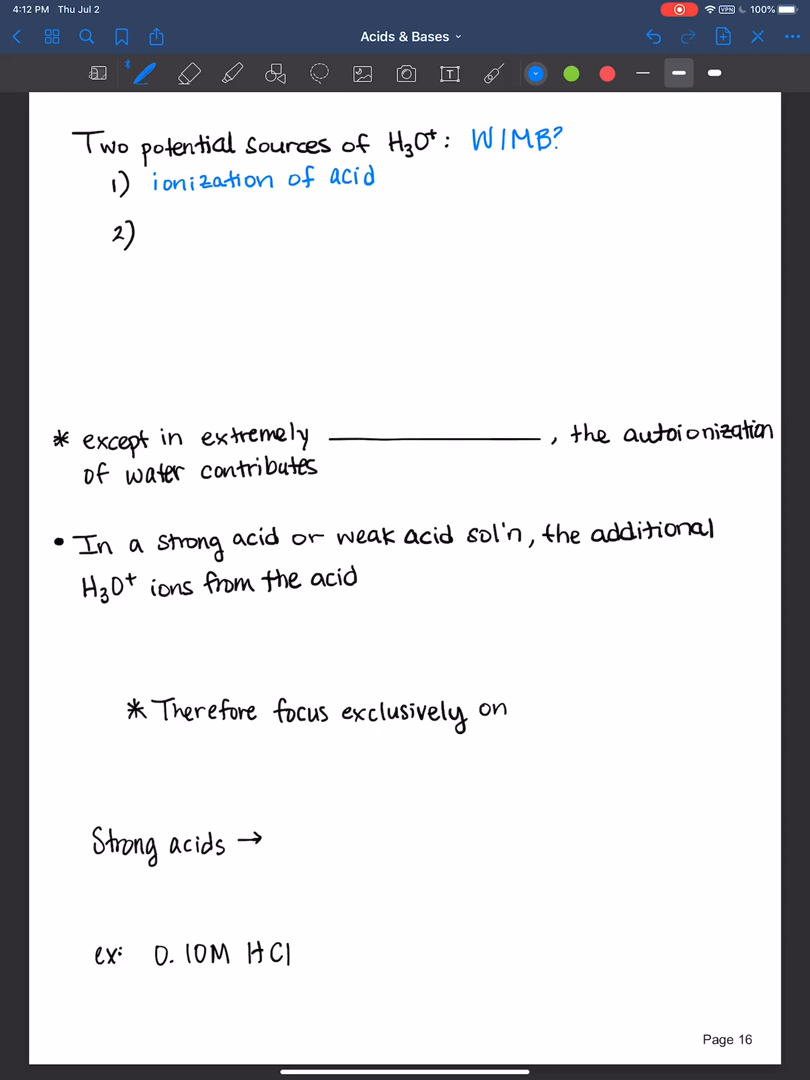 4:12 PM Thu Jul 2
VPN 100%
Acids & Bases
Two potential sources of H₃O⁺: WIMB?
1) ionization of acid
2)
* except in extremely ____________, the autoionization
of water contributes
• In a strong acid or weak acid sol'n, the additional
H₃O⁺ ions from the acid
* Therefore focus exclusively on
Strong acids →
ex: 0.10M HCl
Page 16